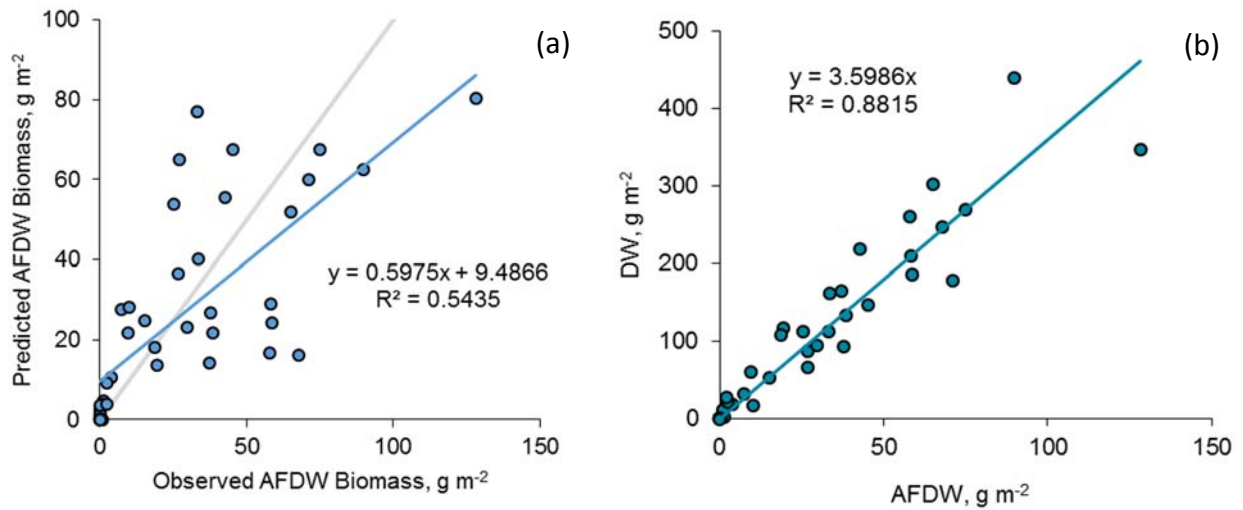 (a)
Predicted AFDW Biomass, g m-2
100
80
60
40
20
0
y = 0.5975x + 9.4866
R² = 0.5435
0 50 100 150
Observed AFDW Biomass, g m-2
(b)
DW, g m-2
500
400
300
200
100
0
y = 3.5986x
R² = 0.8815
0 50 100 150
AFDW, g m-2